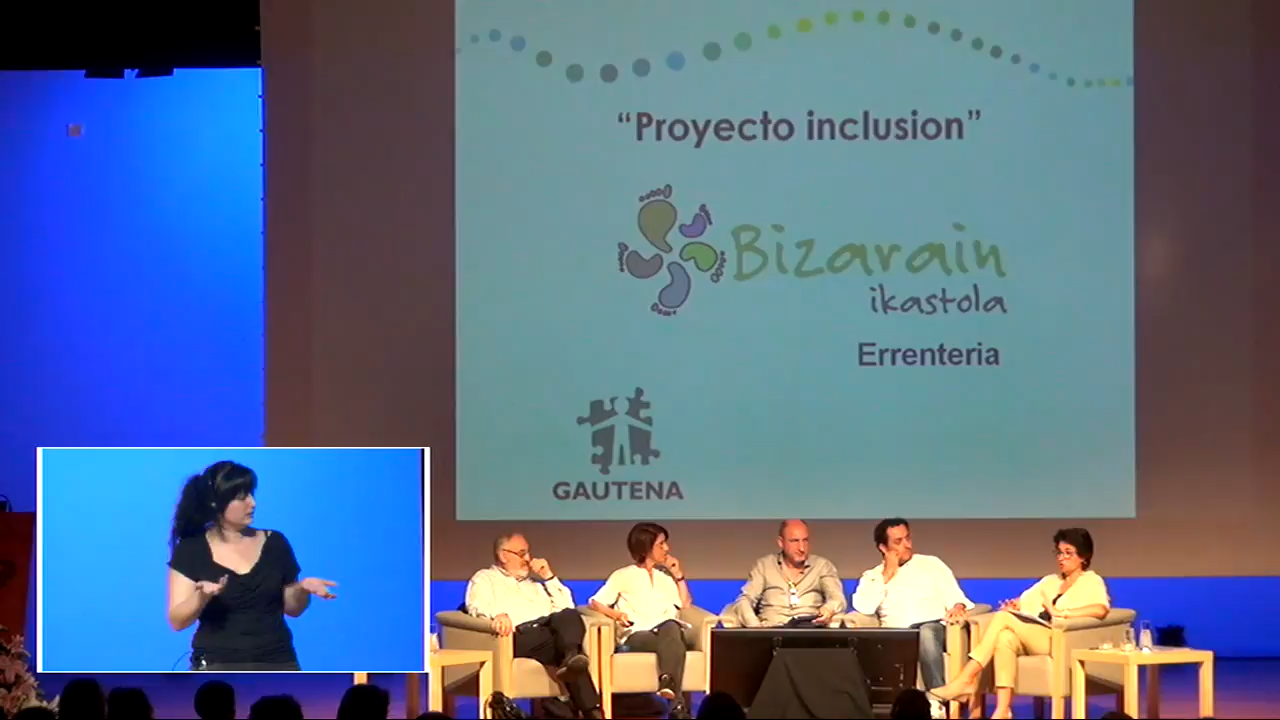 “Proyecto inclusion”
Bizarain
ikastola
Errenteria
GAUTENA